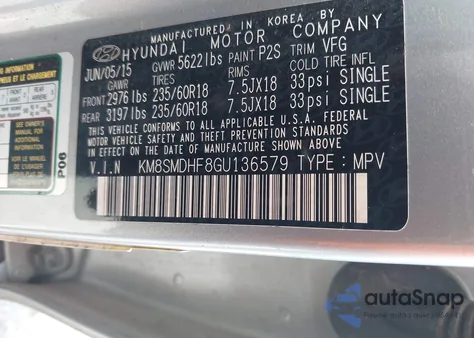 MANUFACTURED IN KOREA BY
HYUNDAI MOTOR COMPANY
JUN/05/15 GVWR 5622lbs PAINT P2S TRIM VFG
GAWR TIRES RIMS COLD TIRE INFL
FRONT 2976lbs 235/60R18 7.5JX18 33psi SINGLE
REAR 3197lbs 235/60R18 7.5JX18 33psi SINGLE
THIS VEHICLE CONFORMS TO ALL APPLICABLE U.S.A. FEDERAL
MOTOR VEHICLE SAFETY AND THEFT PREVENTION STANDARDS
IN EFFECT ON THE DATE OF MANUFACTURE SHOWN ABOVE.
V.I.N KM8SMDHF8GU136579 TYPE : MPV
P06
autoSnap